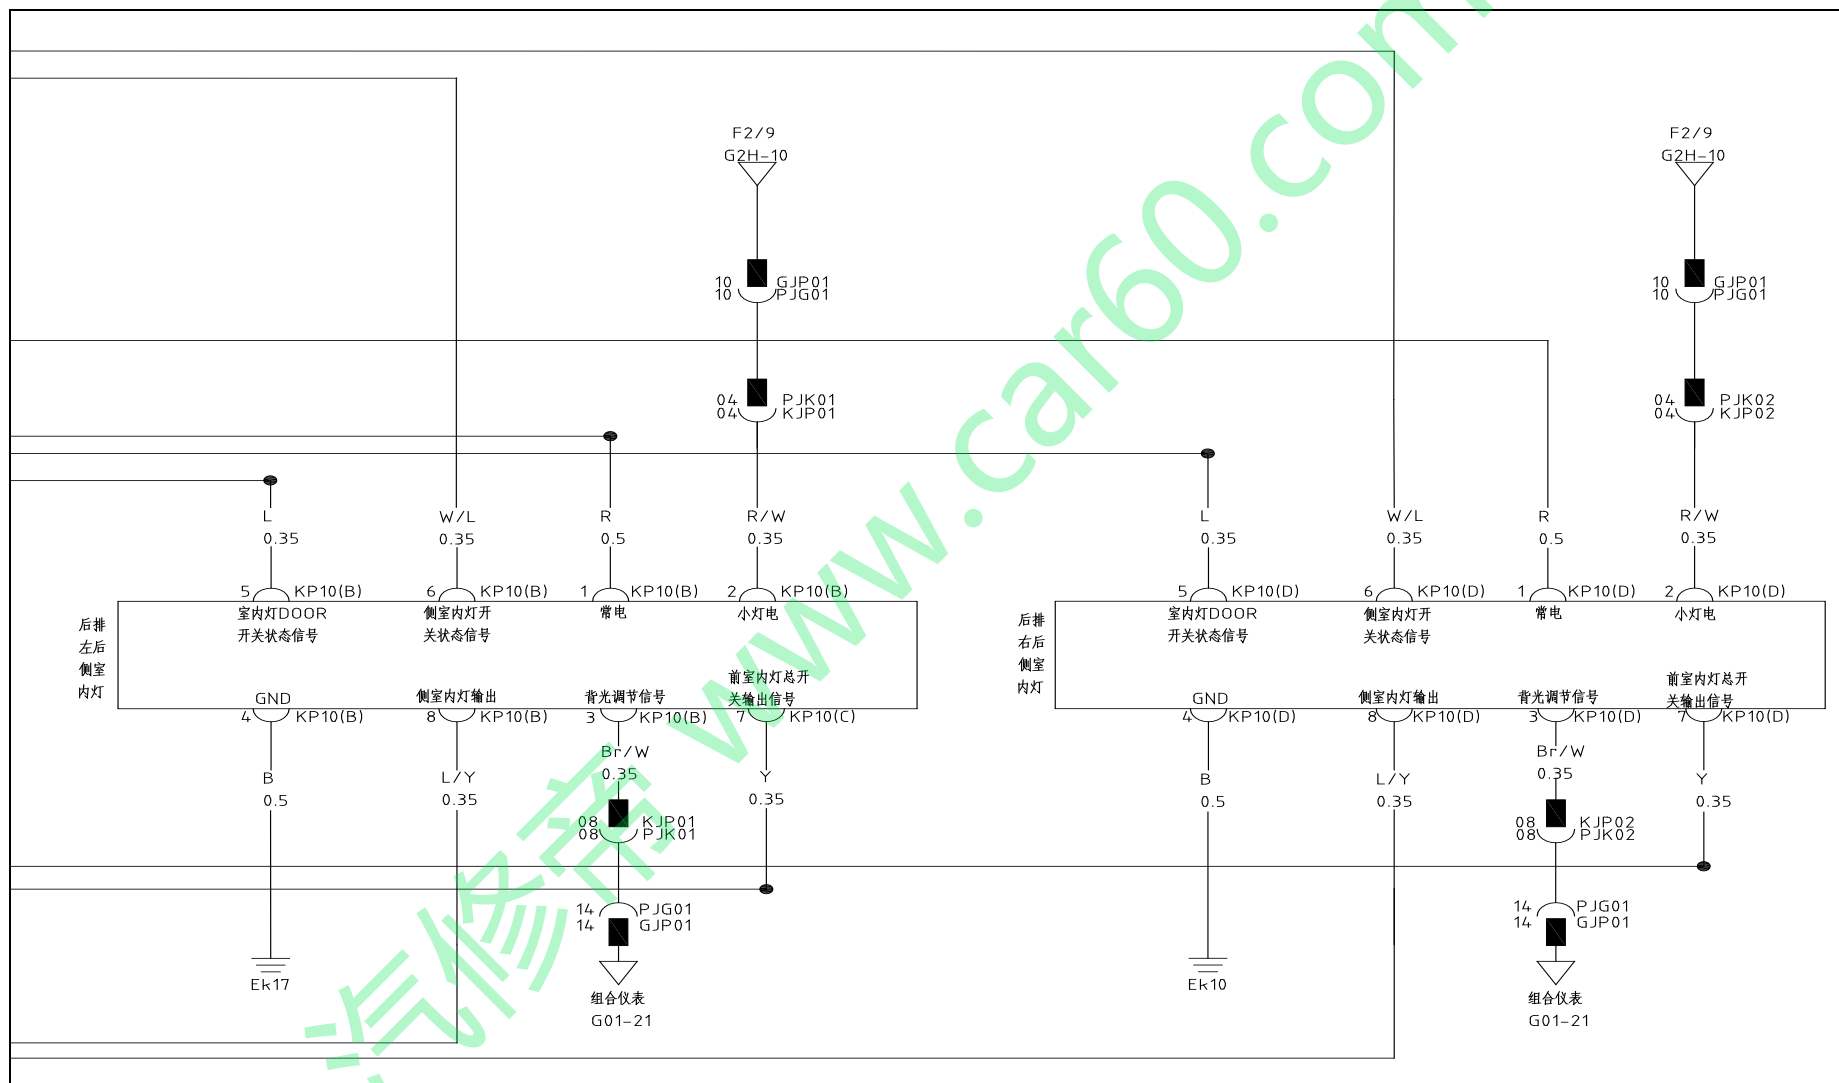 F2/9
G2H-10
F2/9
G2H-10
10 GJP01
10 PJG01
10 GJP01
10 PJG01
04 PJK01
04 KJP01
04 PJK02
04 KJP02
L
0.35
W/L
0.35
R
0.5
R/W
0.35
L
0.35
W/L
0.35
R
0.5
R/W
0.35
5 KP10(B)
6 KP10(B)
1 KP10(B)
2 KP10(B)
5 KP10(D)
6 KP10(D)
1 KP10(D)
2 KP10(D)
后排
左后
侧室
内灯
室内灯DOOR
开关状态信号
侧室内灯开
关状态信号
常电
小灯电
GND
侧室内灯输出
背光调节信号
前室内灯总开
关输出信号
后排
右后
侧室
内灯
室内灯DOOR
开关状态信号
侧室内灯开
关状态信号
常电
小灯电
GND
侧室内灯输出
背光调节信号
前室内灯总开
关输出信号
4 KP10(B)
8 KP10(B)
3 KP10(B)
7 KP10(C)
4 KP10(D)
8 KP10(D)
3 KP10(D)
7 KP10(D)
B
0.5
L/Y
0.35
Br/W
0.35
Y
0.35
B
0.5
L/Y
0.35
Br/W
0.35
Y
0.35
08 KJP01
08 PJK01
08 KJP02
08 PJK02
14 PJG01
14 GJP01
14 PJG01
14 GJP01
Ek17
组合仪表
G01-21
Ek10
组合仪表
G01-21
汽修帝 www.car60.com